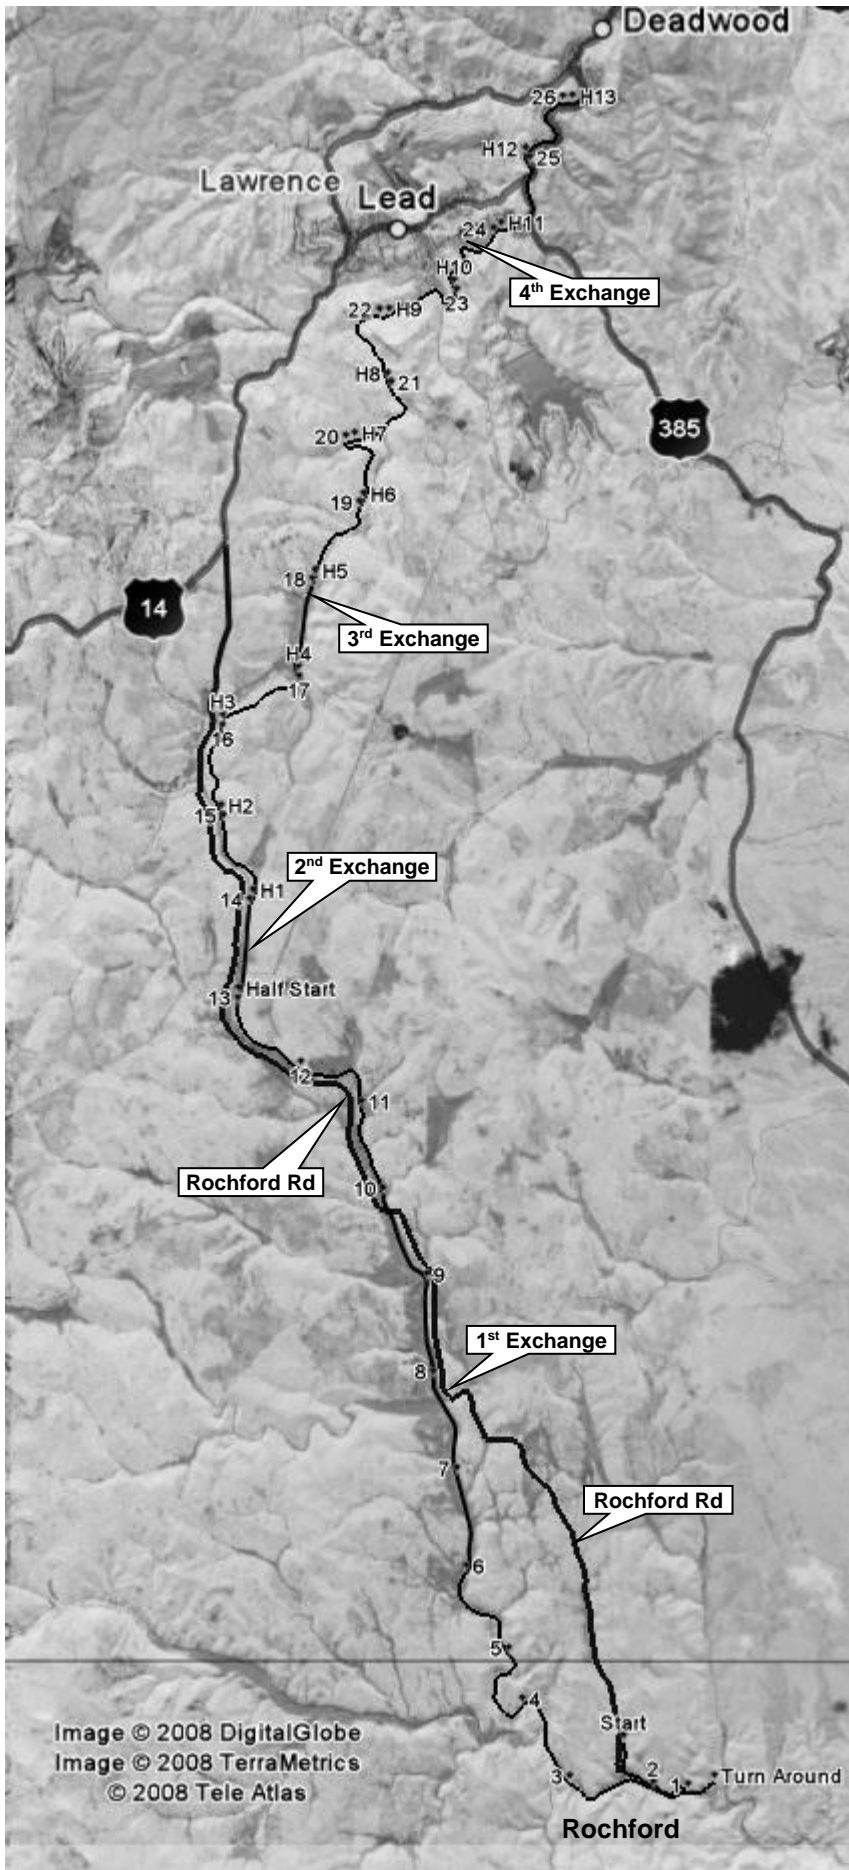 Deadwood
26 H13
H12
25
Lawrence
Lead
24 H11
H10
4th Exchange
23
22 H9
H8
21
385
20 H7
H6
19
H5
18
14
3rd Exchange
H4
17
H3
16
H2
15
2nd Exchange
H1
14
Half Start
13
12
11
Rochford Rd
10
9
1st Exchange
8
7
Rochford Rd
6
5
4
Start
Image © 2008 DigitalGlobe
Image © 2008 TerraMetrics
© 2008 Tele Atlas
3
2
1
Turn Around
Rochford